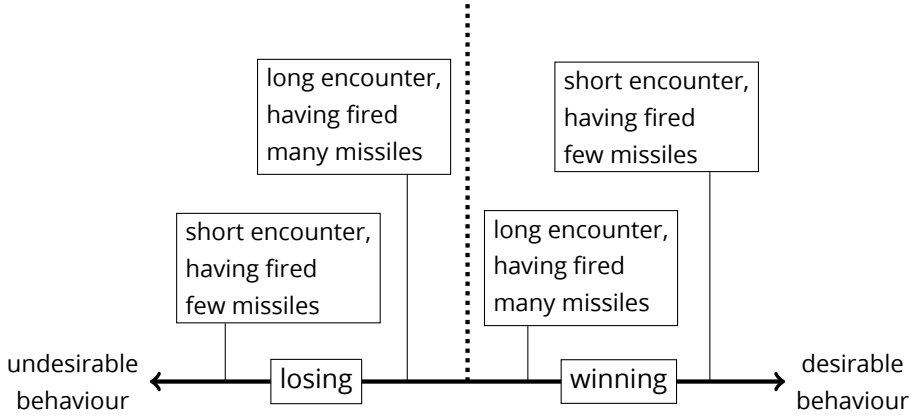 long encounter,
having fired
many missiles
short encounter,
having fired
few missiles
short encounter,
having fired
few missiles
long encounter,
having fired
many missiles
undesirable
behaviour
losing
winning
desirable
behaviour